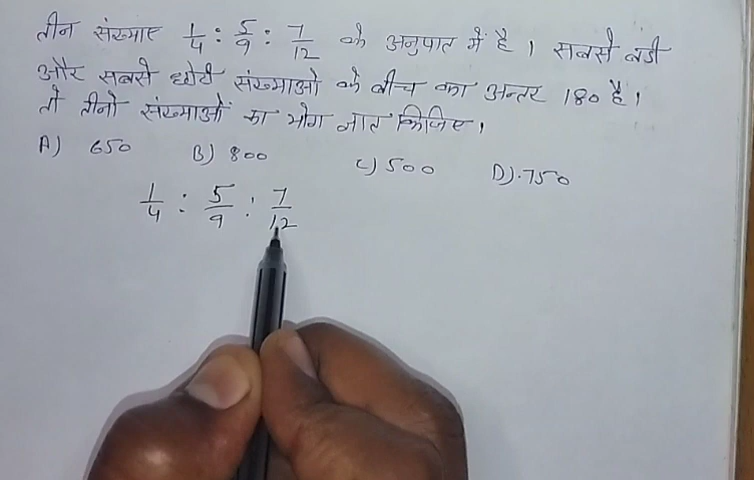 तीन संख्याए 1/4 : 5/9 : 7/12 के अनुपात में है । सबसे बडी
और सबसे छोटी संख्याओ के बीच का अन्तर 180 है ।
तो तीनो संख्याओं का योग ज्ञात किजिए ।
A) 650 B) 800 C) 500 D) 750
1/4 : 5/9 : 7/12